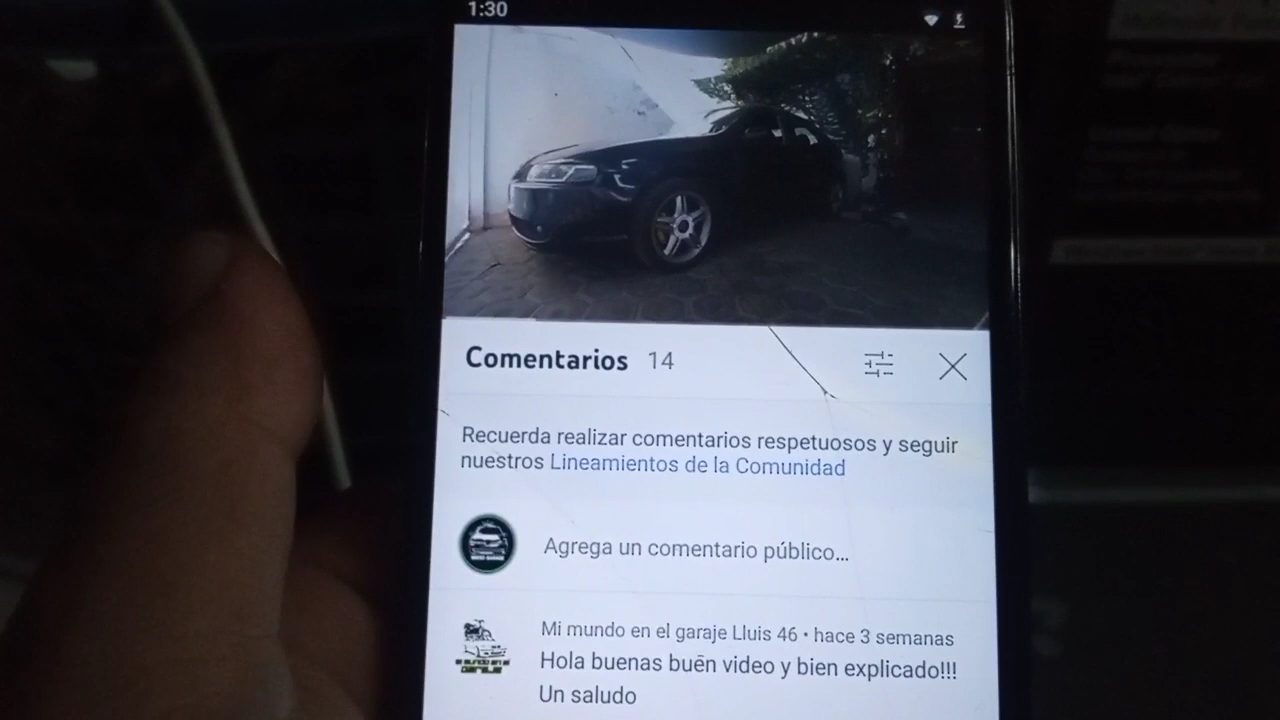 1:30
Comentarios 14
Recuerda realizar comentarios respetuosos y seguir
nuestros Lineamientos de la Comunidad
Agrega un comentario público...
Mi mundo en el garaje Lluis 46 • hace 3 semanas
Hola buenas buen video y bien explicado!!!
Un saludo